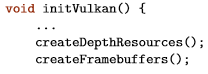 void initVulkan() {
    ...
    createDepthResources();
    createFramebuffers();